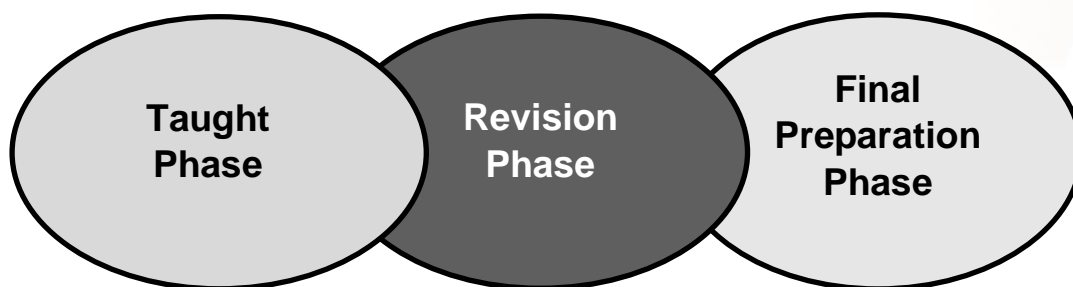 Taught
Phase
Revision
Phase
Final
Preparation
Phase